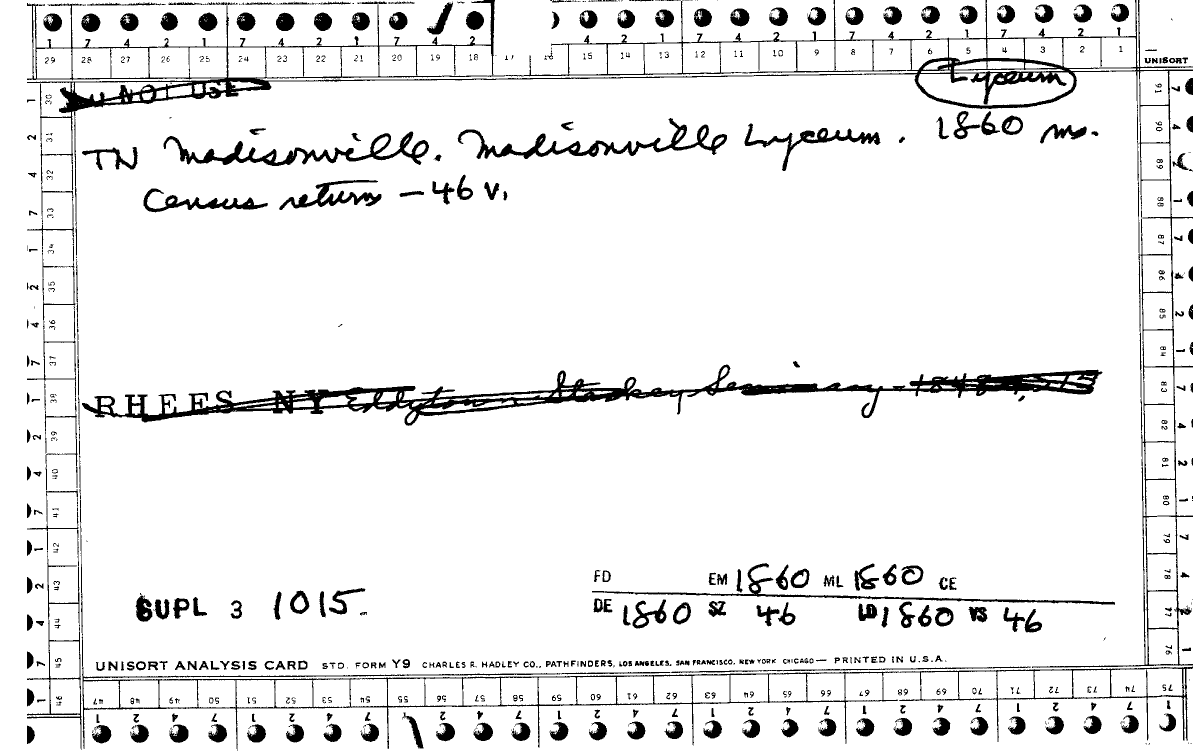 1 7 4 2 1 7 4 2 1 7 4 2 4 2 1 7 4 2 1 7 4 2 1 7 4 2 1
29 28 27 26 25 24 23 22 21 20 19 18 17 16 15 14 13 12 11 10 9 8 7 6 5 4 3 2 1
UNISORT
DO NOT USE
Lyceum
TN Madisonville. Madisonville Lyceum. 1860 ms.
Census return – 46 v.
RHEES NY Eddytown Starkey Seminary - 1848
SUPL 3 1015.
FD EM 1860 ML 1860 CE
DE 1860 SZ 46 LD 1860 VS 46
UNISORT ANALYSIS CARD STD. FORM Y9 CHARLES R. HADLEY CO., PATHFINDERS, LOS ANGELES, SAN FRANCISCO, NEW YORK CHICAGO — PRINTED IN U.S.A.
30 31 32 33 34 35 36 37 38 39 40 41 42 43 44 45 46
91 90 89 88 87 86 85 84 83 82 81 80 79 78 77 76
47 48 49 50 51 52 53 54 55 56 57 58 59 60 61 62 63 64 65 66 67 68 69 70 71 72 73 74 75